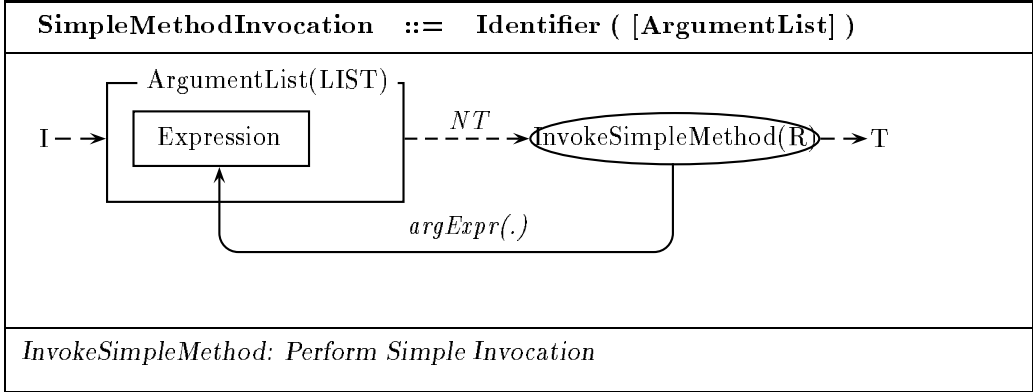 SimpleMethodInvocation ::= Identifier ( [ArgumentList] )
ArgumentList(LIST)
I
Expression
NT
InvokeSimpleMethod(R)
T
argExpr(.)
InvokeSimpleMethod: Perform Simple Invocation